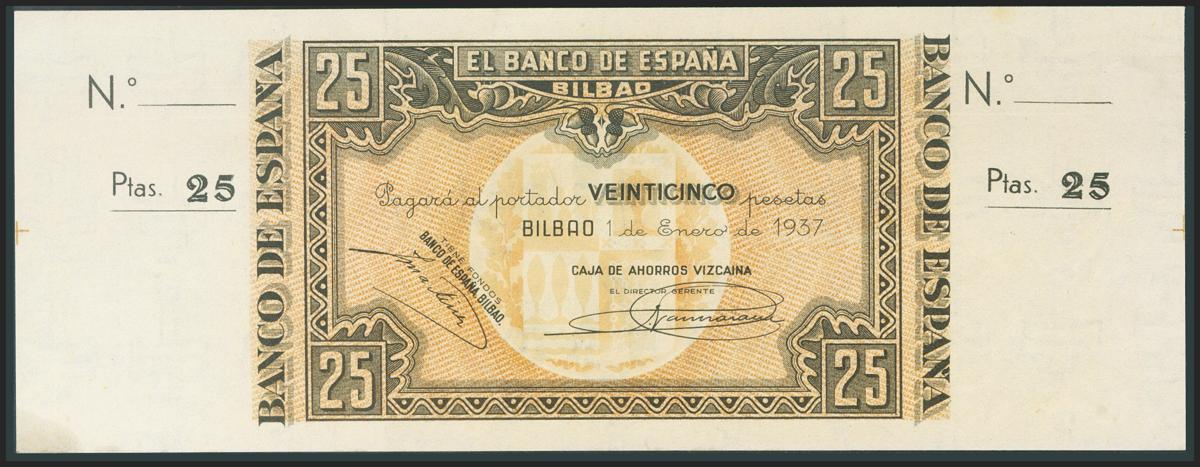 N.º
Ptas. 25
BANCO DE ESPAÑA
25
EL BANCO DE ESPAÑA
BILBAO
25
Pagará al portador VEINTICINCO pesetas
BILBAO 1 de Enero de 1937
TIENE FONDOS
BANCO DE ESPAÑA. BILBAO.
CAJA DE AHORROS VIZCAINA
EL DIRECTOR GERENTE
25
25
BANCO DE ESPAÑA
N.º
Ptas. 25